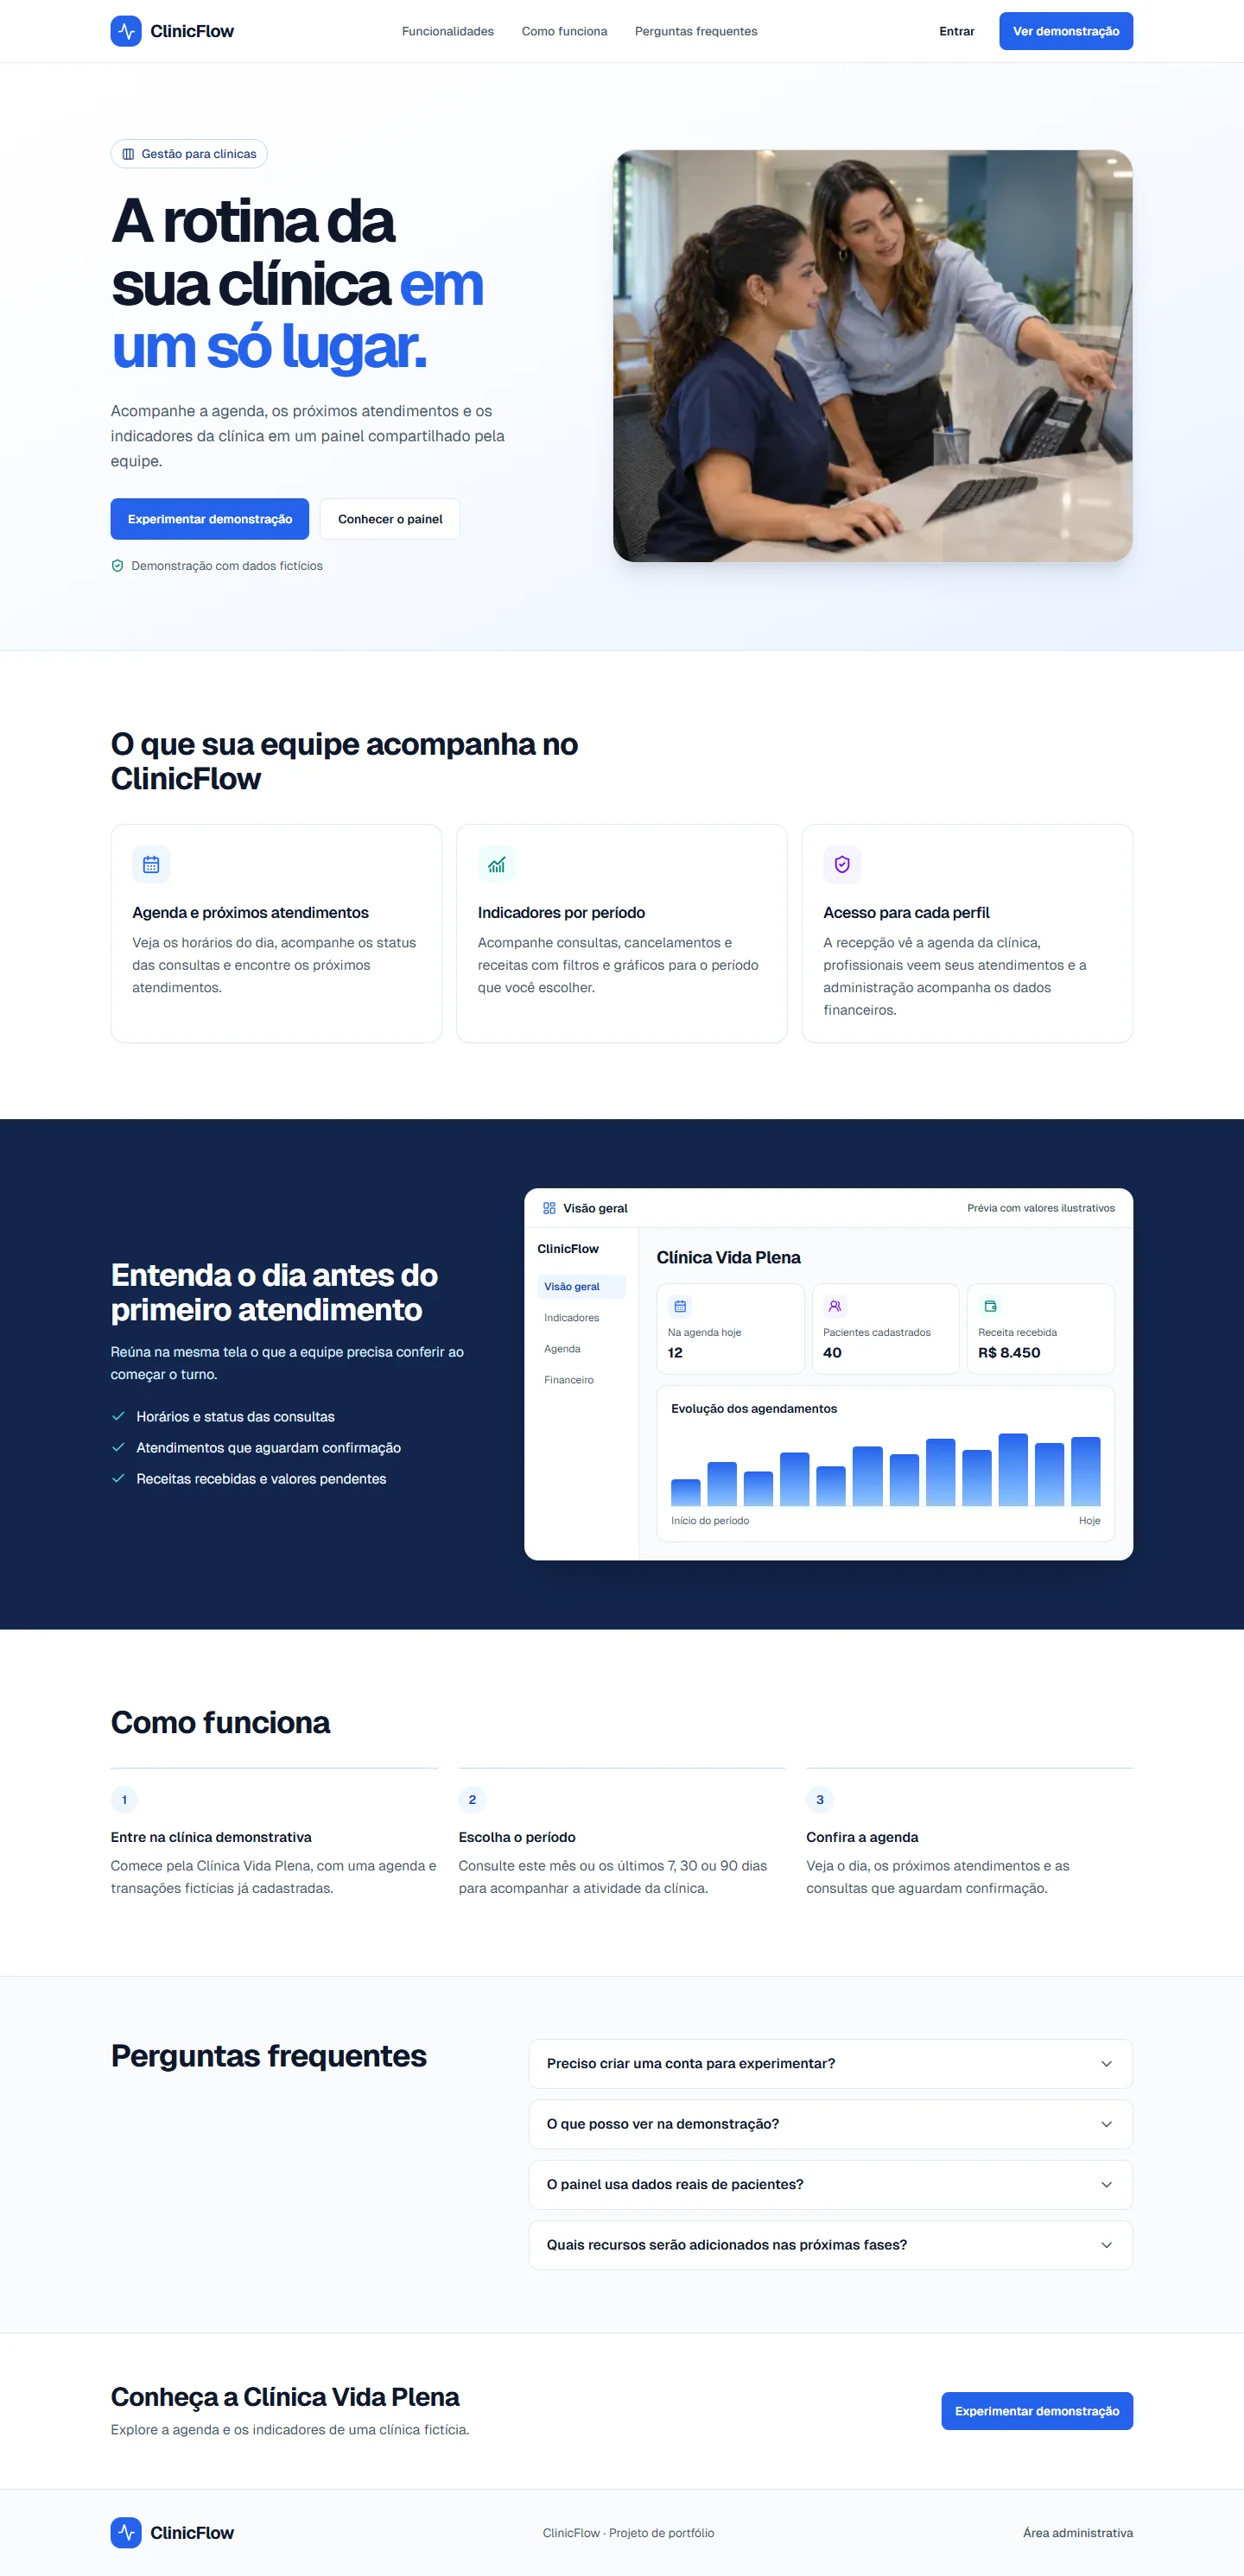 ClinicFlow
Funcionalidades
Como funciona
Perguntas frequentes
Entrar
Ver demonstração
Gestão para clínicas
A rotina da
sua clínica em
um só lugar.
Acompanhe a agenda, os próximos atendimentos e os
indicadores da clínica em um painel compartilhado pela
equipe.
Experimentar demonstração
Conhecer o painel
Demonstração com dados fictícios
O que sua equipe acompanha no
ClinicFlow
Agenda e próximos atendimentos
Veja os horários do dia, acompanhe os status
das consultas e encontre os próximos
atendimentos.
Indicadores por período
Acompanhe consultas, cancelamentos e
receitas com filtros e gráficos para o período
que você escolher.
Acesso para cada perfil
A recepção vê a agenda da clínica,
profissionais veem seus atendimentos e a
administração acompanha os dados
financeiros.
Entenda o dia antes do
primeiro atendimento
Reúna na mesma tela o que a equipe precisa conferir ao
começar o turno.
Horários e status das consultas
Atendimentos que aguardam confirmação
Receitas recebidas e valores pendentes
Visão geral
Prévia com valores ilustrativos
ClinicFlow
Visão geral
Indicadores
Agenda
Financeiro
Clínica Vida Plena
Na agenda hoje
12
Pacientes cadastrados
40
Receita recebida
R$ 8.450
Evolução dos agendamentos
Início do período
Hoje
Como funciona
1
Entre na clínica demonstrativa
Comece pela Clínica Vida Plena, com uma agenda e
transações fictícias já cadastradas.
2
Escolha o período
Consulte este mês ou os últimos 7, 30 ou 90 dias
para acompanhar a atividade da clínica.
3
Confira a agenda
Veja o dia, os próximos atendimentos e as
consultas que aguardam confirmação.
Perguntas frequentes
Preciso criar uma conta para experimentar?
O que posso ver na demonstração?
O painel usa dados reais de pacientes?
Quais recursos serão adicionados nas próximas fases?
Conheça a Clínica Vida Plena
Explore a agenda e os indicadores de uma clínica fictícia.
Experimentar demonstração
ClinicFlow
ClinicFlow · Projeto de portfólio
Área administrativa